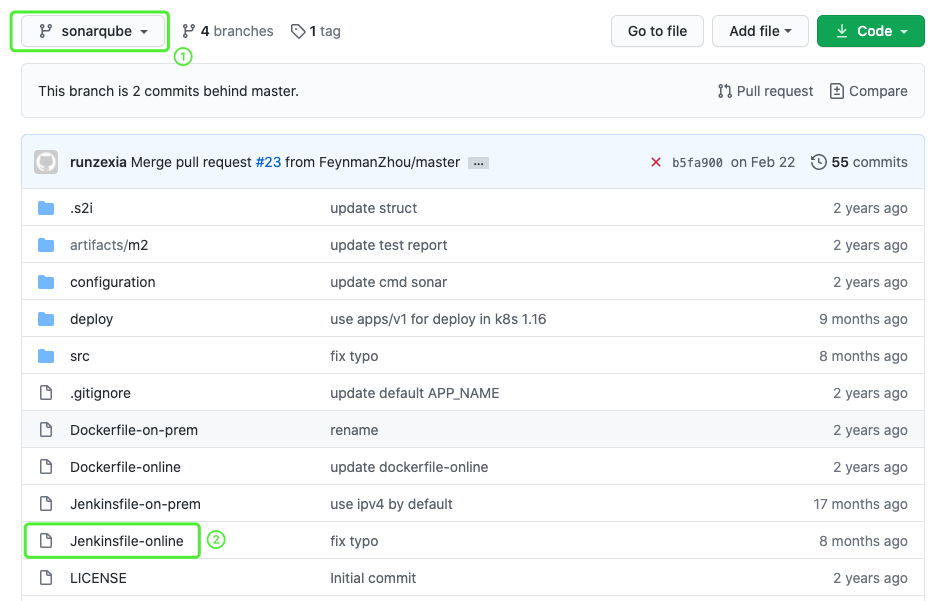 sonarqube 4 branches 1 tag Go to file Add file Code
1
This branch is 2 commits behind master. Pull request Compare
runzexia Merge pull request #23 from FeynmanZhou/master ... b5fa900 on Feb 22 55 commits
.s2i update struct 2 years ago
artifacts/m2 update test report 2 years ago
configuration update cmd sonar 2 years ago
deploy use apps/v1 for deploy in k8s 1.16 9 months ago
src fix typo 8 months ago
.gitignore update default APP_NAME 2 years ago
Dockerfile-on-prem rename 2 years ago
Dockerfile-online update dockerfile-online 2 years ago
Jenkinsfile-on-prem use ipv4 by default 17 months ago
Jenkinsfile-online 2 fix typo 8 months ago
LICENSE Initial commit 2 years ago